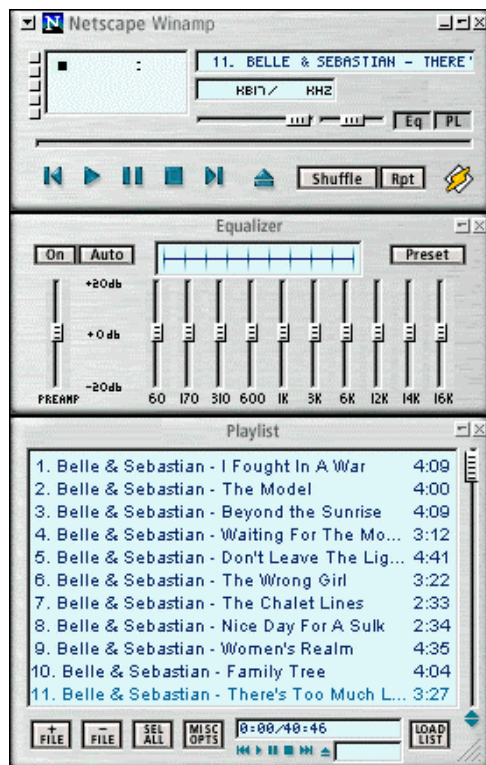 N Netscape Winamp
11. BELLE & SEBASTIAN - THERE'
KBIT/ KHZ
Eq PL
Shuffle Rpt
Equalizer
On Auto Preset
+20db
+0 db
-20db
PREAMP 60 170 310 600 1K 3K 6K 12K 14K 16K
Playlist
1. Belle & Sebastian - I Fought In A War 4:09
2. Belle & Sebastian - The Model 4:00
3. Belle & Sebastian - Beyond the Sunrise 4:09
4. Belle & Sebastian - Waiting For The Mo... 3:12
5. Belle & Sebastian - Don't Leave The Lig... 4:41
6. Belle & Sebastian - The Wrong Girl 3:22
7. Belle & Sebastian - The Chalet Lines 2:33
8. Belle & Sebastian - Nice Day For A Sulk 2:34
9. Belle & Sebastian - Women's Realm 4:35
10. Belle & Sebastian - Family Tree 4:04
11. Belle & Sebastian - There's Too Much L... 3:27
+ FILE - FILE SEL ALL MISC OPTS 0:00/40:46 LOAD LIST